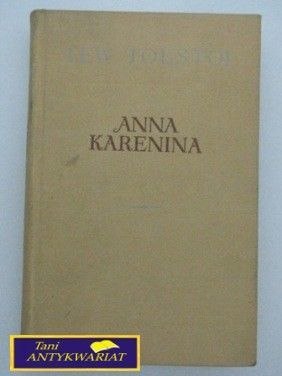 LEW TOŁSTOJ
ANNA
KARENINA
Tani
ANTYKWARIAT